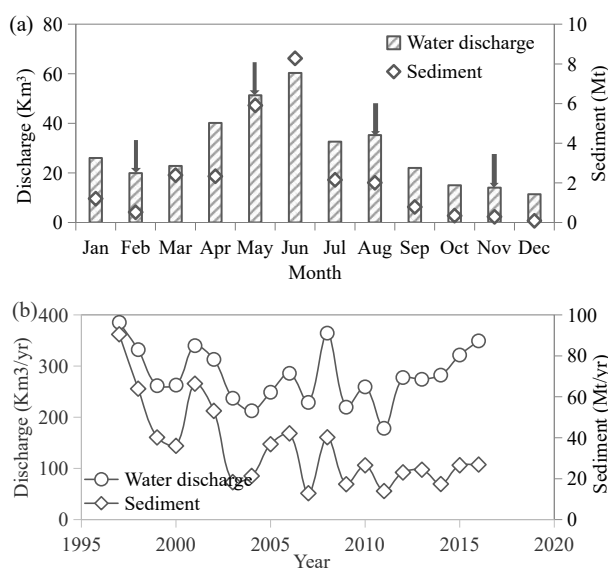 (a)
80
60
40
20
0
Discharge (Km³)
10
8
6
4
2
0
Sediment (Mt)
Water discharge
Sediment
Jan Feb Mar Apr May Jun Jul Aug Sep Oct Nov Dec
Month
(b)
400
300
200
100
0
Discharge (Km3/yr)
100
80
60
40
20
0
Sediment (Mt/yr)
Water discharge
Sediment
1995 2000 2005 2010 2015 2020
Year